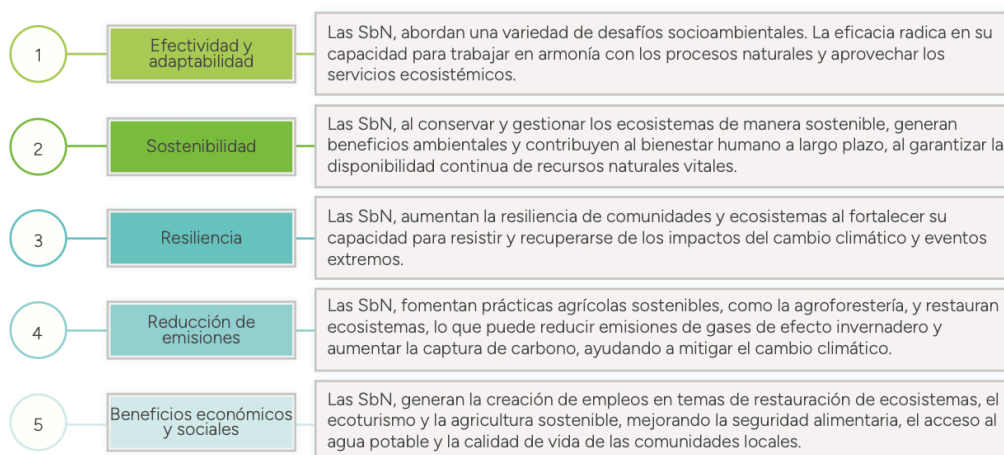 1
Efectividad y
adaptabilidad
Las SbN, abordan una variedad de desafíos socioambientales. La eficacia radica en su
capacidad para trabajar en armonía con los procesos naturales y aprovechar los
servicios ecosistémicos.
2
Sostenibilidad
Las SbN, al conservar y gestionar los ecosistemas de manera sostenible, generan
beneficios ambientales y contribuyen al bienestar humano a largo plazo, al garantizar la
disponibilidad continua de recursos naturales vitales.
3
Resiliencia
Las SbN, aumentan la resiliencia de comunidades y ecosistemas al fortalecer su
capacidad para resistir y recuperarse de los impactos del cambio climático y eventos
extremos.
4
Reducción de
emisiones
Las SbN, fomentan prácticas agrícolas sostenibles, como la agroforestería, y restauran
ecosistemas, lo que puede reducir emisiones de gases de efecto invernadero y
aumentar la captura de carbono, ayudando a mitigar el cambio climático.
5
Beneficios económicos
y sociales
Las SbN, generan la creación de empleos en temas de restauración de ecosistemas, el
ecoturismo y la agricultura sostenible, mejorando la seguridad alimentaria, el acceso al
agua potable y la calidad de vida de las comunidades locales.